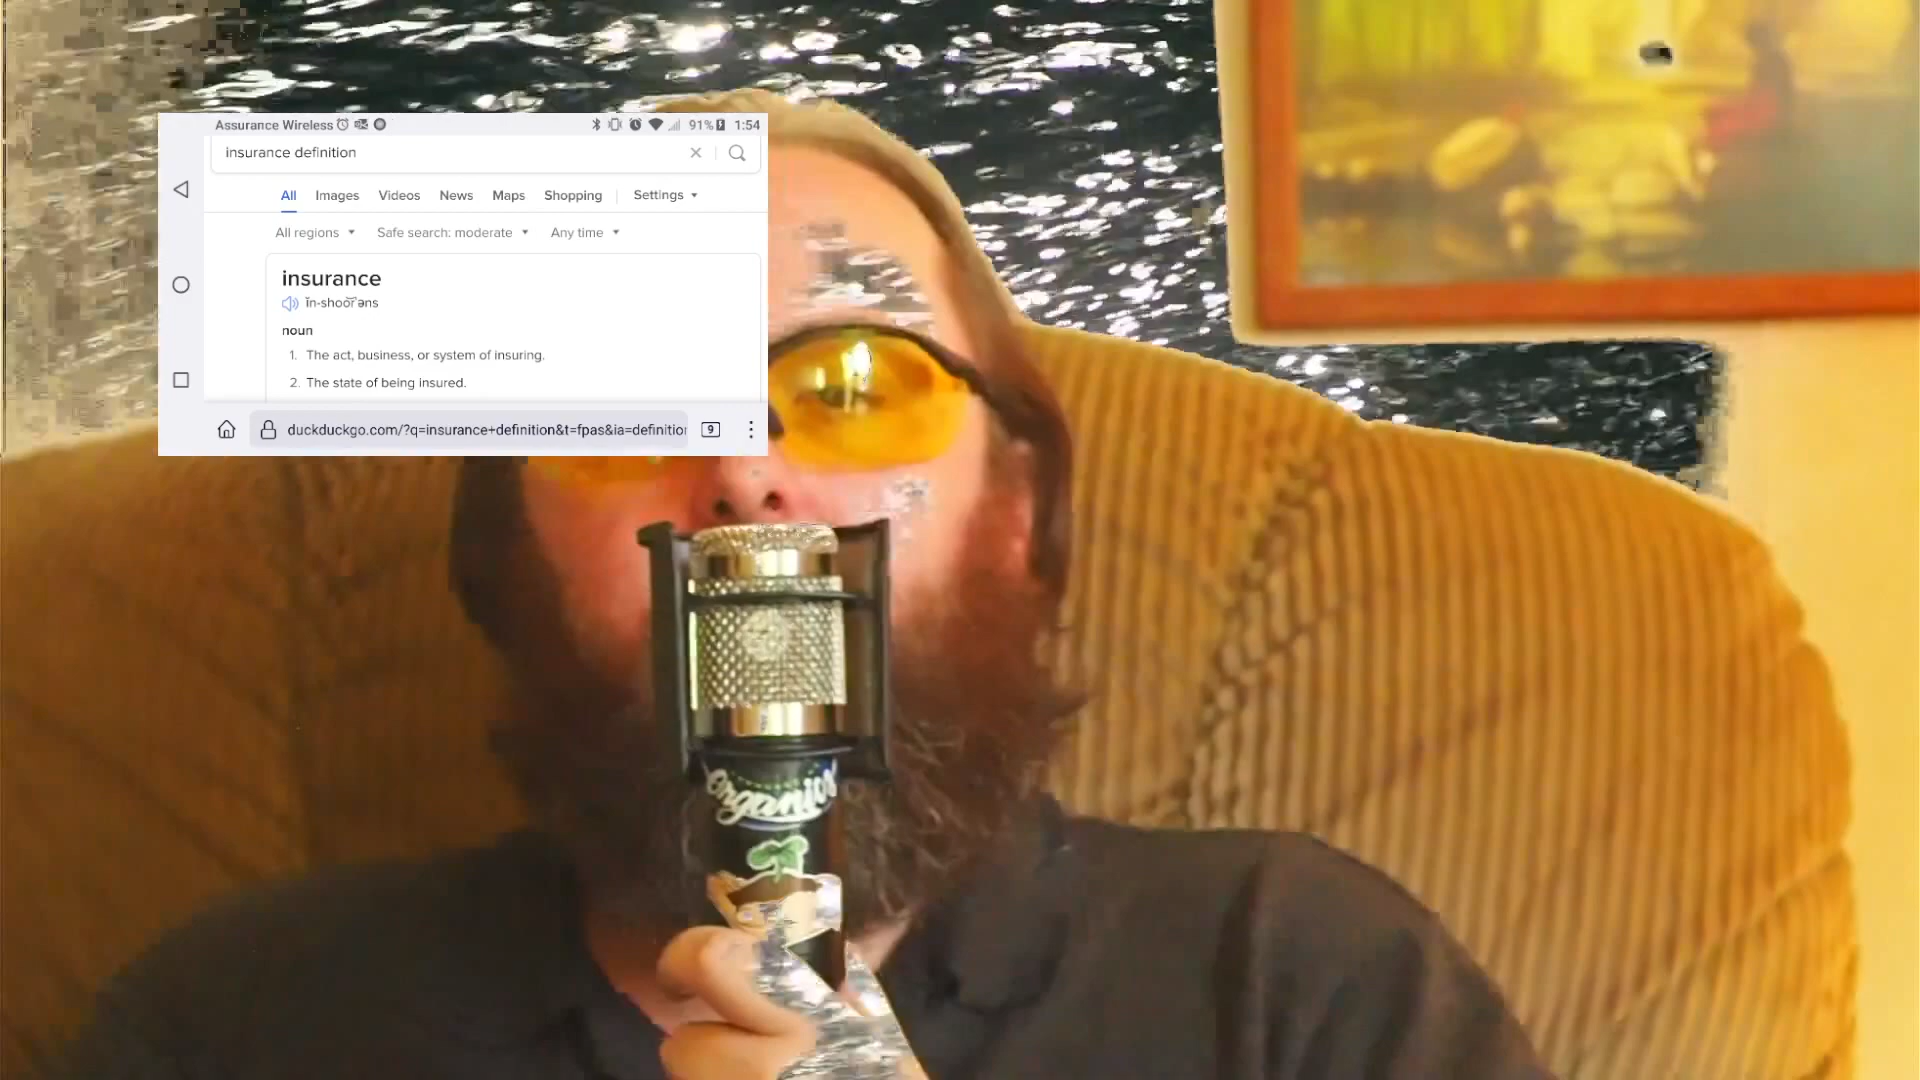 Assurance Wireless 91% 1:54
insurance definition
All Images Videos News Maps Shopping Settings
All regions Safe search: moderate Any time
insurance
ĭn-shoo͝r′əns
noun
1. The act, business, or system of insuring.
2. The state of being insured.
duckduckgo.com/?q=insurance+definition&t=fpas&ia=definition 9
Organics